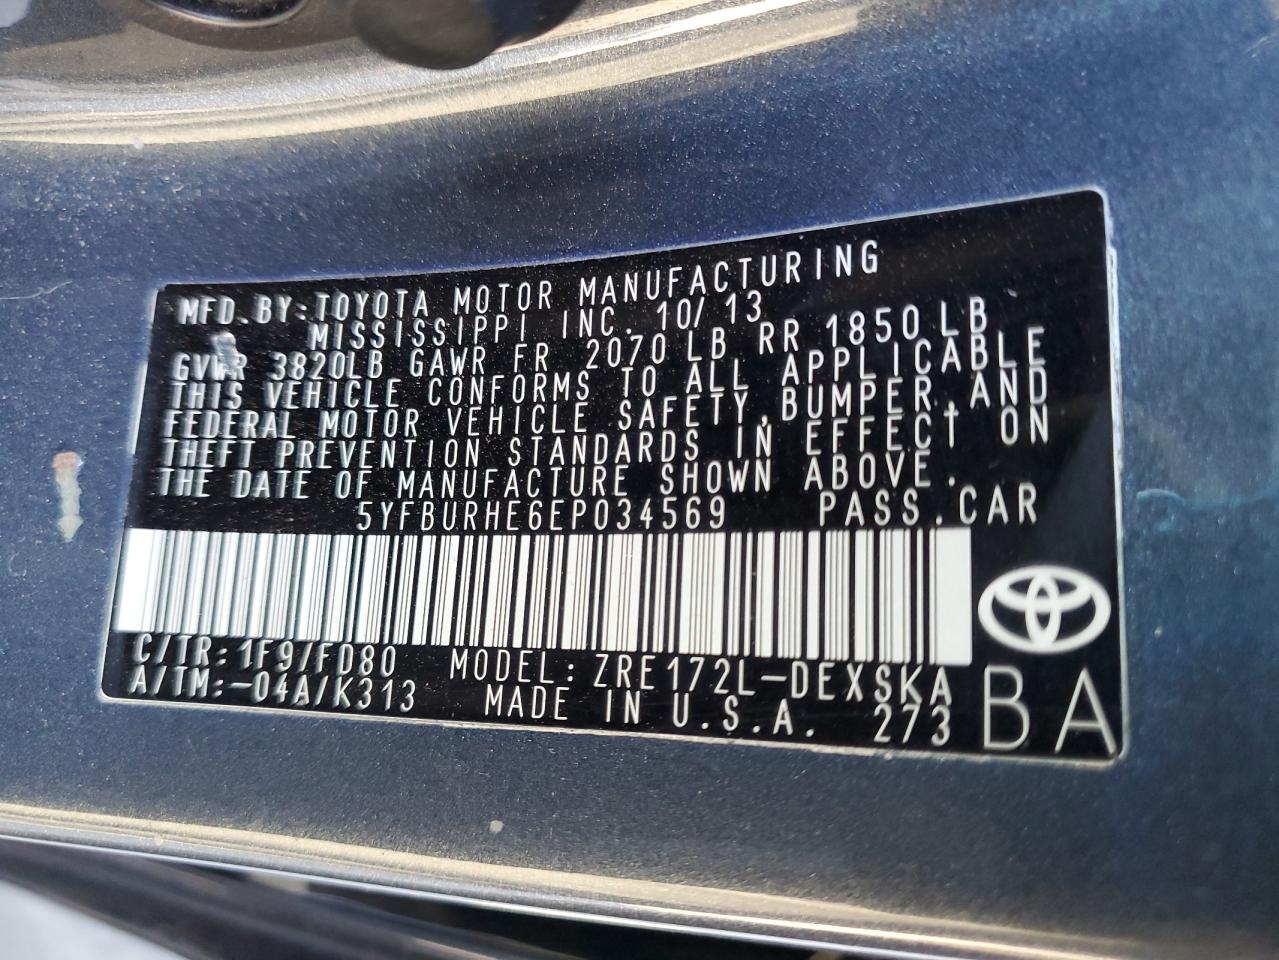 MFD. BY: TOYOTA MOTOR MANUFACTURING
MISSISSIPPI INC. 10/13
GVWR 3820LB GAWR FR 2070 LB RR 1850 LB
THIS VEHICLE CONFORMS TO ALL APPLICABLE
FEDERAL MOTOR VEHICLE SAFETY, BUMPER, AND
THEFT PREVENTION STANDARDS IN EFFECT ON
THE DATE OF MANUFACTURE SHOWN ABOVE.
5YFBURHE6EP034569 PASS. CAR
C/TR: 1F9/FD80 MODEL: ZRE172L-DEXSKA
A/TM: -04A/K313 MADE IN U.S.A. 273
BA